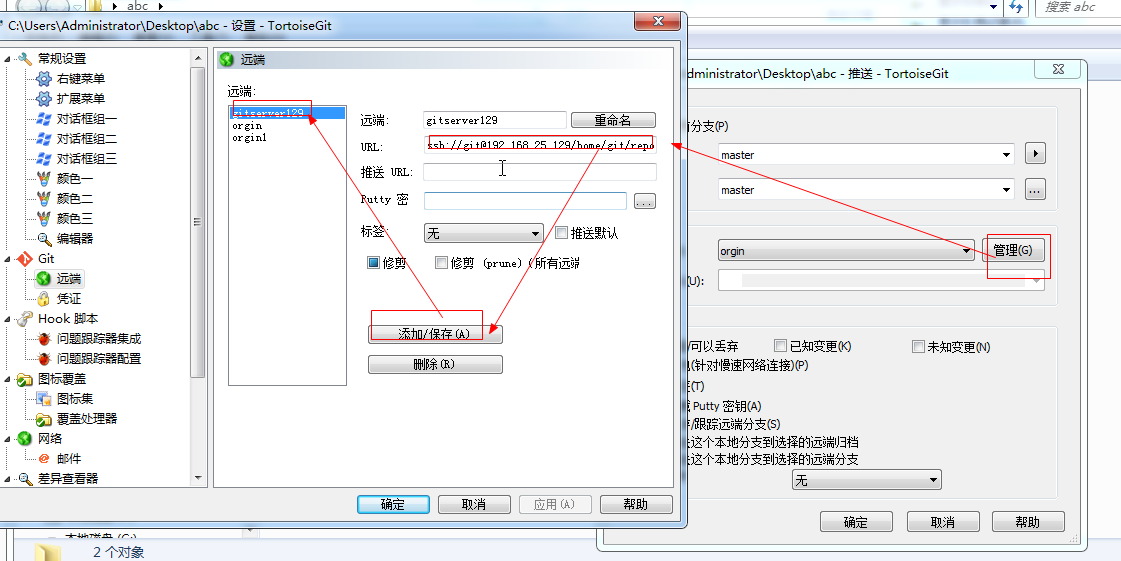 abc
搜索 abc
C:\Users\Administrator\Desktop\abc - 设置 - TortoiseGit
常规设置
右键菜单
扩展菜单
对话框组一
对话框组二
对话框组三
颜色一
颜色二
颜色三
编辑器
Git
远端
凭证
Hook 脚本
问题跟踪器集成
问题跟踪器配置
图标覆盖
图标集
覆盖处理器
网络
邮件
差异查看器
远端
远端:
gitserver129
orgin
orgin1
远端:
gitserver129
重命名
URL:
ssh://git@192.168.25.129/home/git/repo
推送 URL:
Putty 密
...
标签:
无
推送默认
修剪
修剪 (prune) (所有远端
添加/保存(A)
删除(R)
确定
取消
应用(A)
帮助
dministrator\Desktop\abc - 推送 - TortoiseGit
分支(P)
master
master
...
orgin
管理(G)
(U):
可以丢弃
已知变更(K)
未知变更(N)
(针对慢速网络连接)(P)
(T)
Putty 密钥(A)
/跟踪远端分支(S)
这个本地分支到选择的远端归档
这个本地分支到选择的远端分支
无
确定
取消
帮助
2 个对象